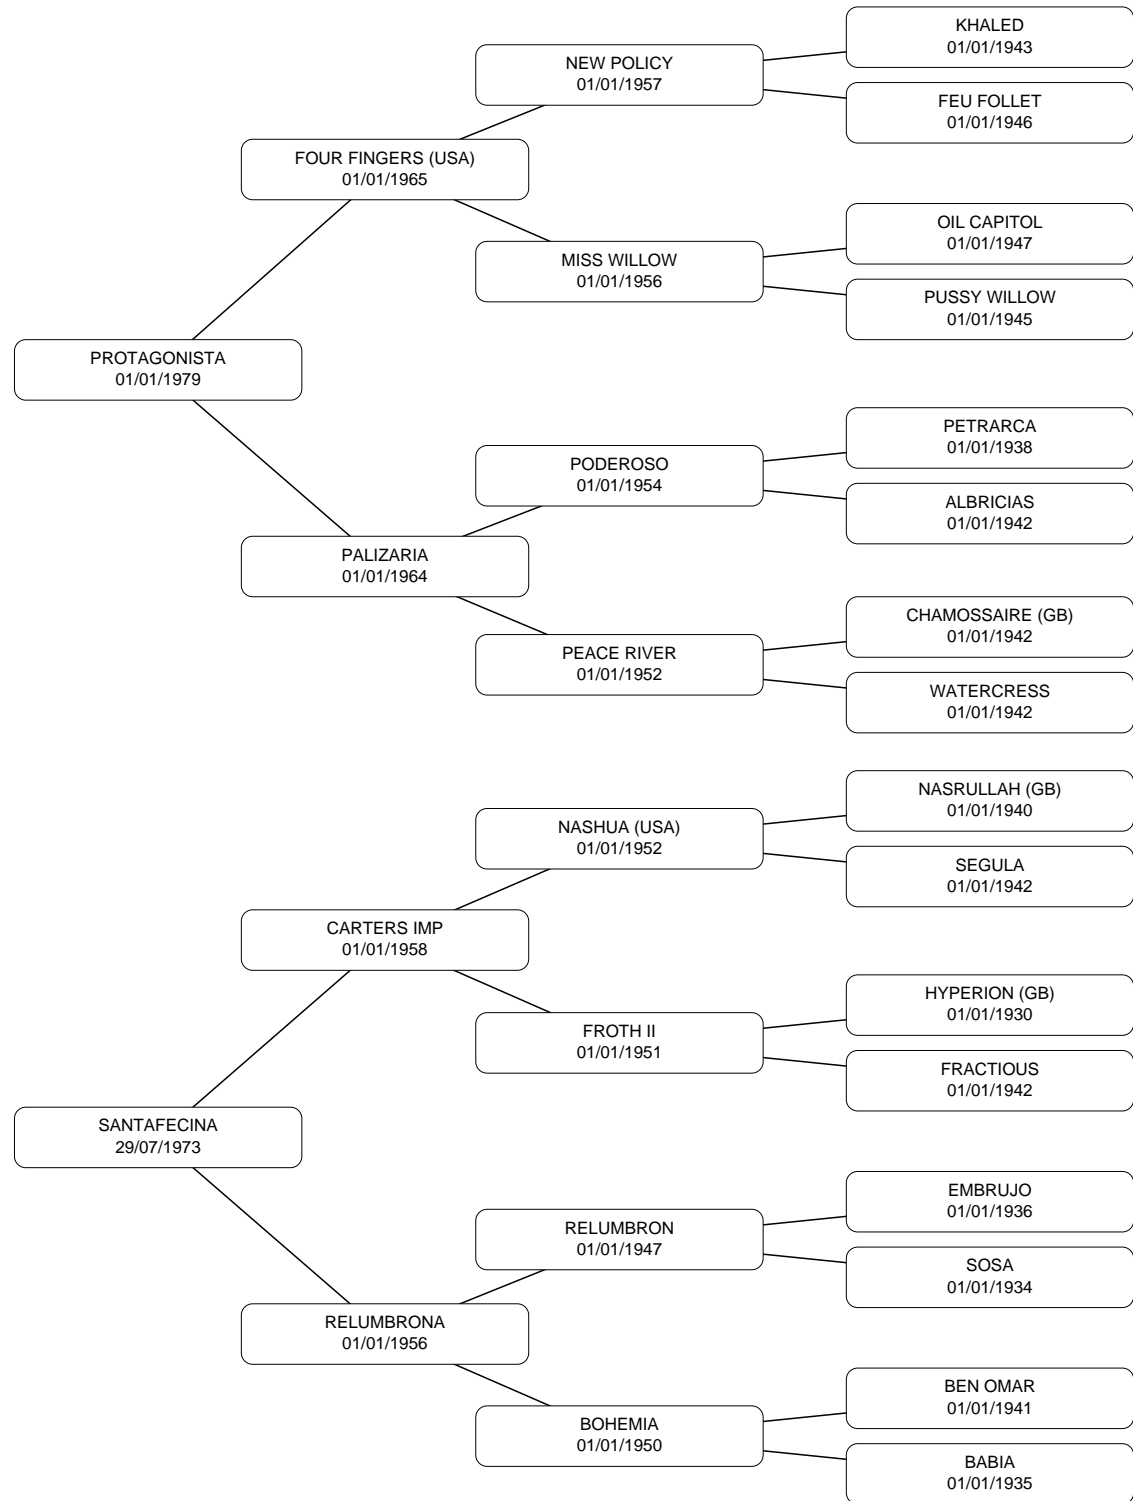 KHALED
01/01/1943
NEW POLICY
01/01/1957
FEU FOLLET
01/01/1946
FOUR FINGERS (USA)
01/01/1965
OIL CAPITOL
01/01/1947
MISS WILLOW
01/01/1956
PUSSY WILLOW
01/01/1945
PROTAGONISTA
01/01/1979
PETRARCA
01/01/1938
PODEROSO
01/01/1954
ALBRICIAS
01/01/1942
PALIZARIA
01/01/1964
CHAMOSSAIRE (GB)
01/01/1942
PEACE RIVER
01/01/1952
WATERCRESS
01/01/1942
NASRULLAH (GB)
01/01/1940
NASHUA (USA)
01/01/1952
SEGULA
01/01/1942
CARTERS IMP
01/01/1958
HYPERION (GB)
01/01/1930
FROTH II
01/01/1951
FRACTIOUS
01/01/1942
SANTAFECINA
29/07/1973
EMBRUJO
01/01/1936
RELUMBRON
01/01/1947
SOSA
01/01/1934
RELUMBRONA
01/01/1956
BEN OMAR
01/01/1941
BOHEMIA
01/01/1950
BABIA
01/01/1935